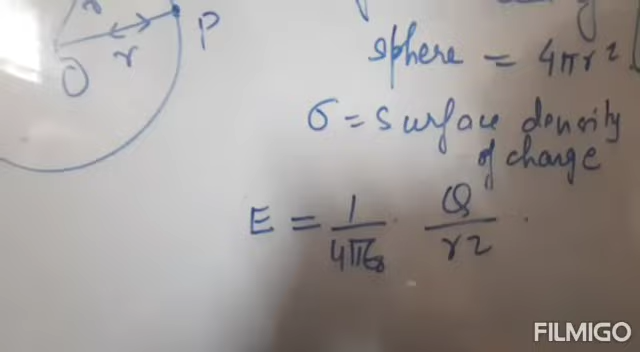 P
O
r
sphere = 4πr²
σ = surface density
of charge
E = 1/4πε₀ . Q/r2 .
FILMIGO